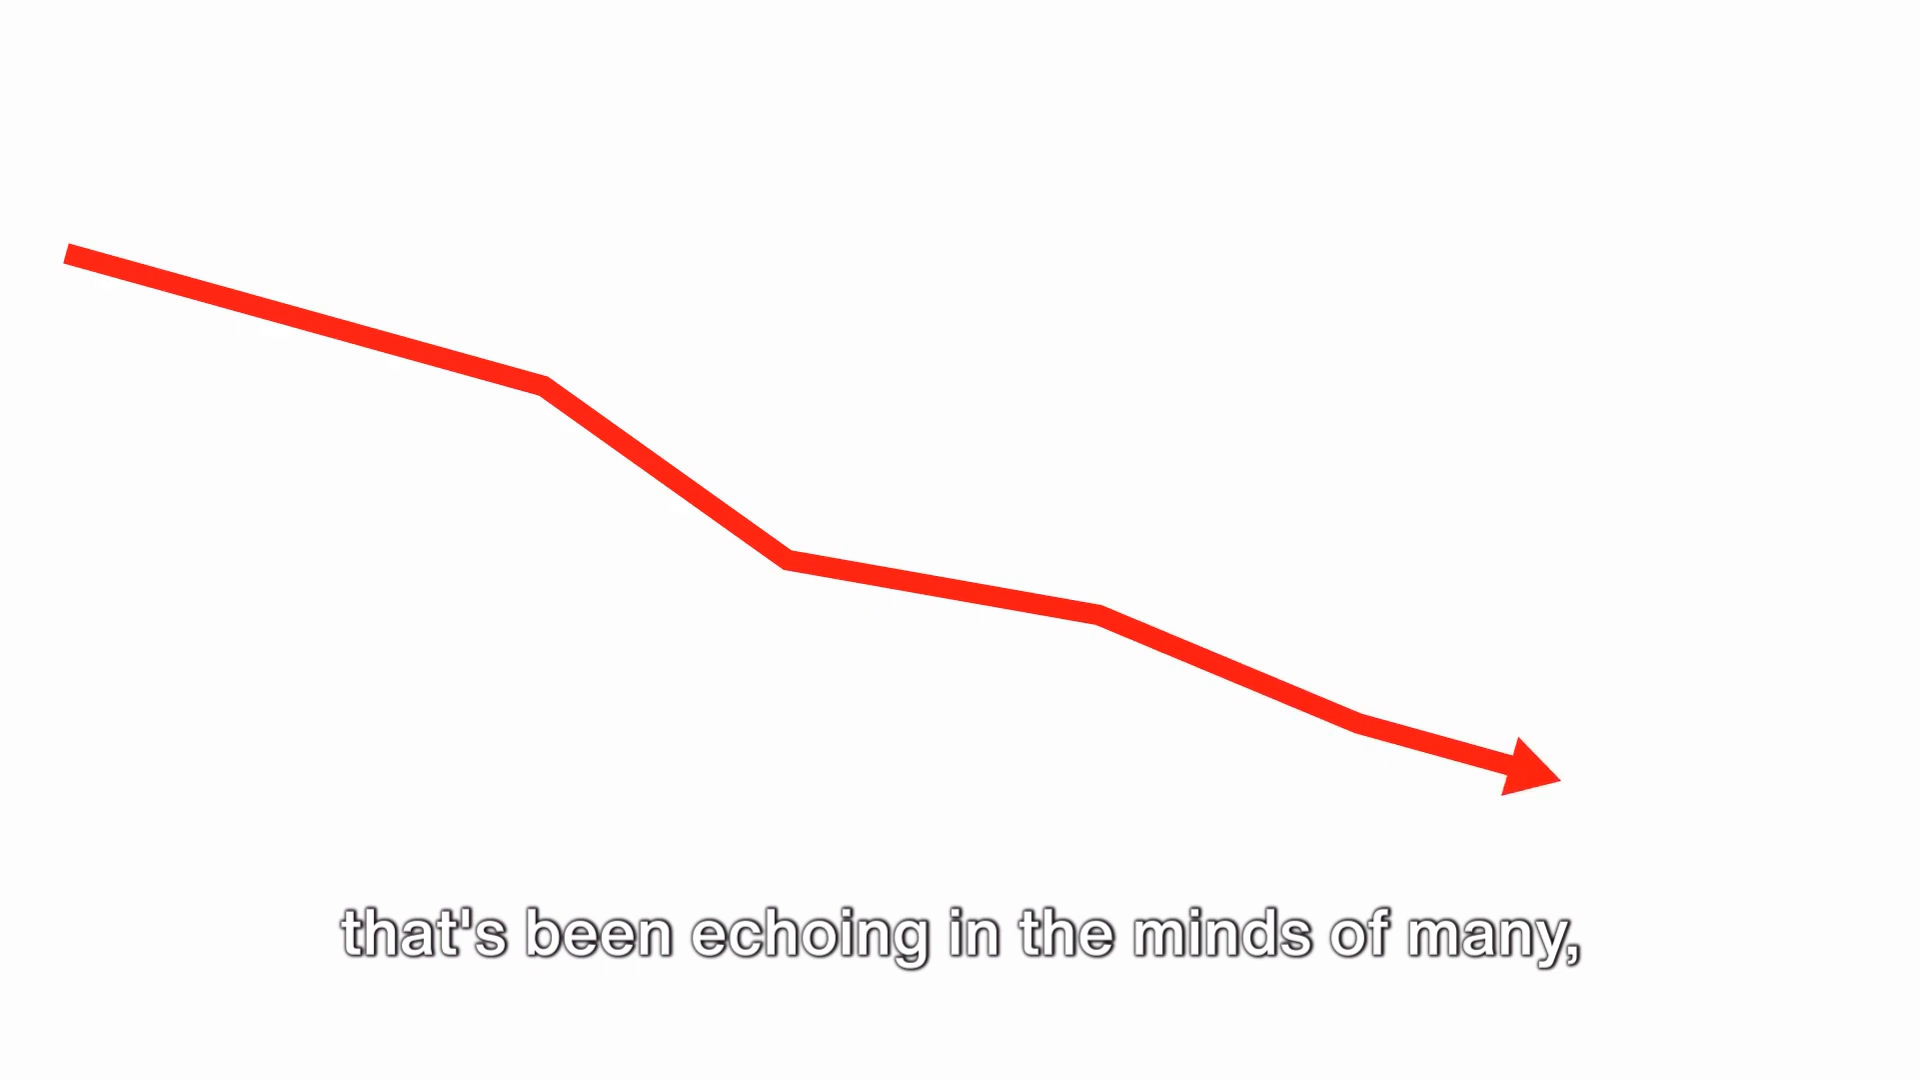 that's been echoing in the minds of many,